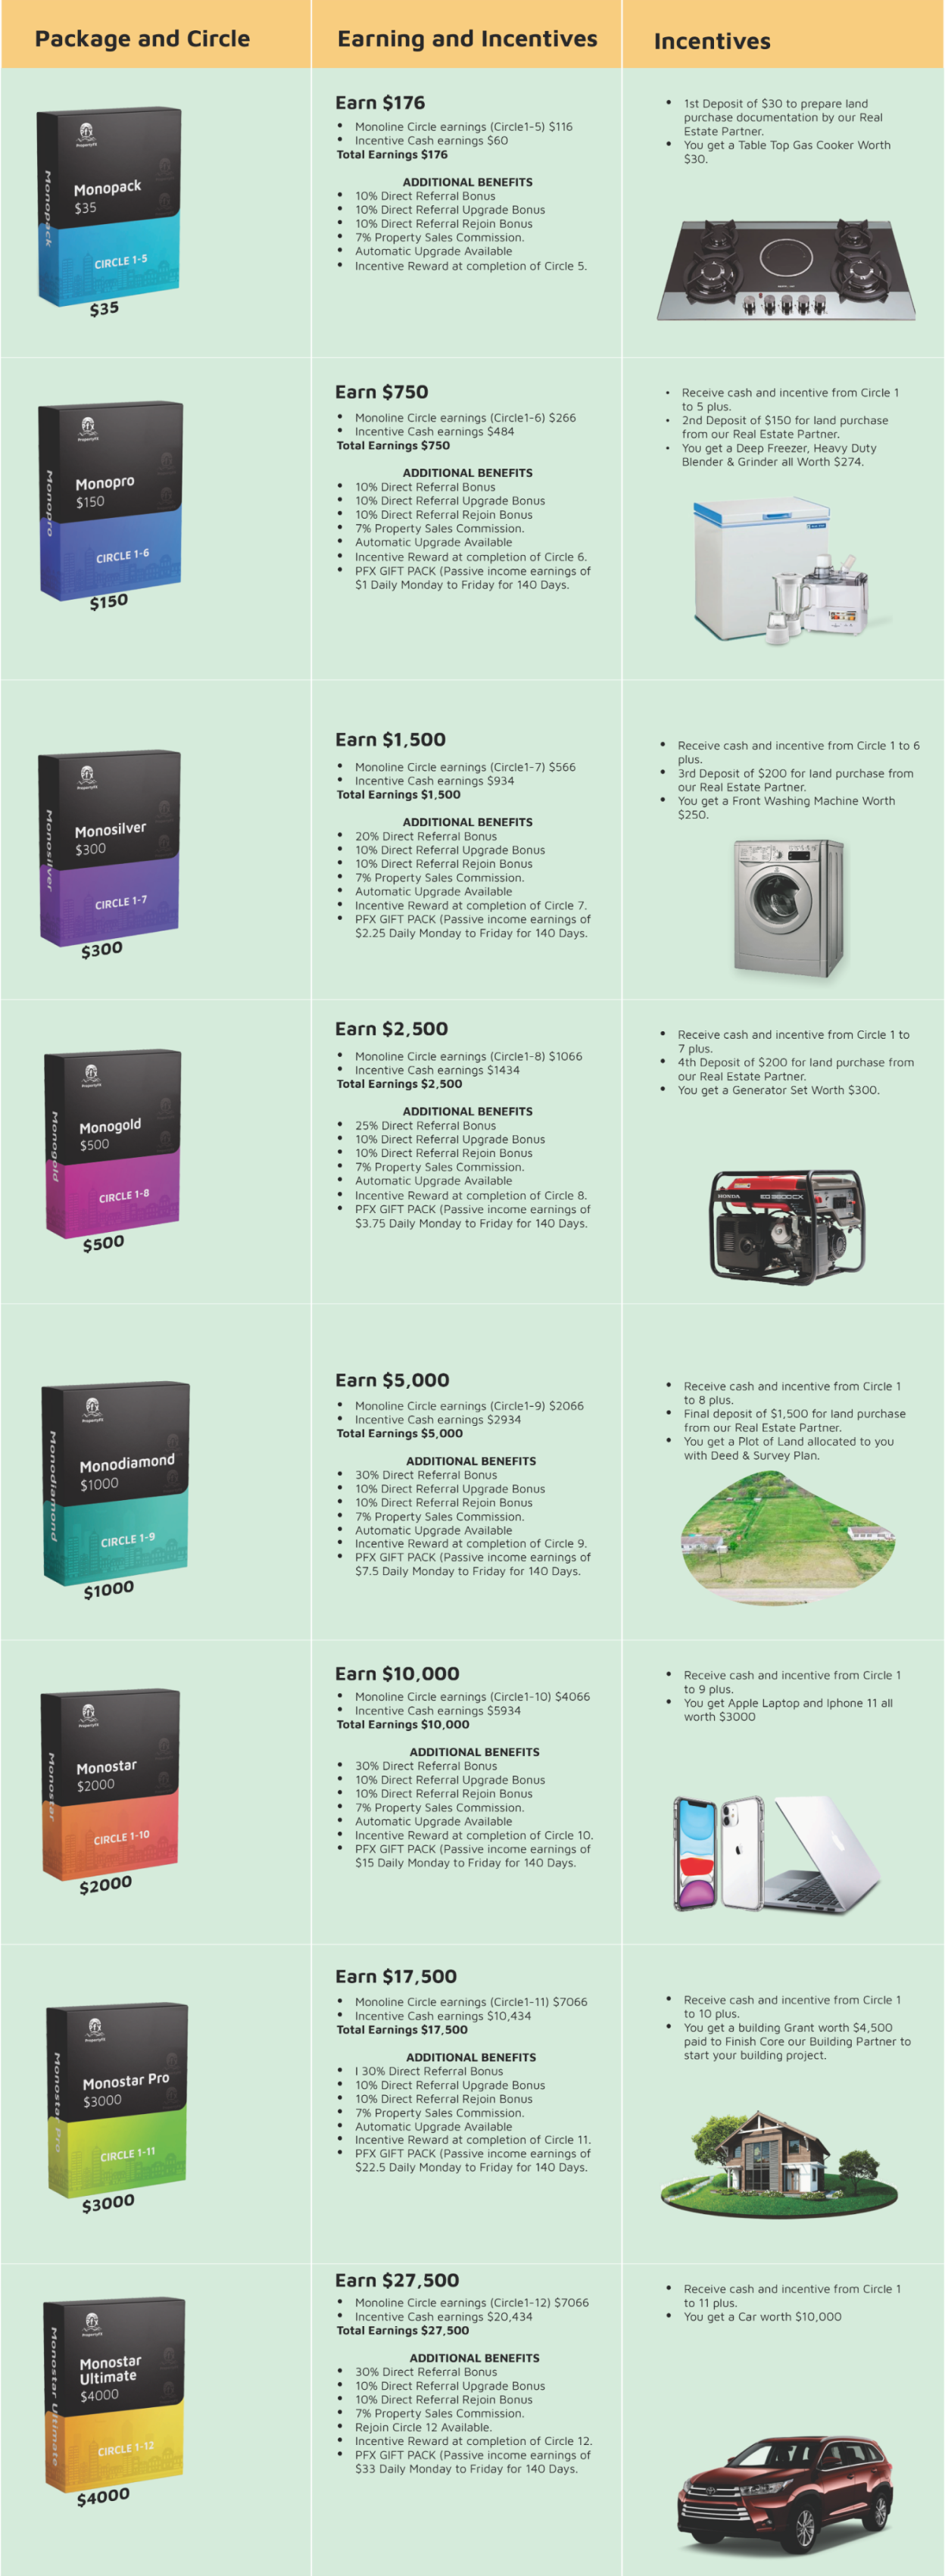 Package and Circle
Earning and Incentives
Incentives
PropertyFX
Monopack
Monopack
$35
CIRCLE 1-5
$35
Earn $176
• Monoline Circle earnings (Circle1-5) $116
• Incentive Cash earnings $60
Total Earnings $176
ADDITIONAL BENEFITS
• 10% Direct Referral Bonus
• 10% Direct Referral Upgrade Bonus
• 10% Direct Referral Rejoin Bonus
• 7% Property Sales Commission.
• Automatic Upgrade Available
• Incentive Reward at completion of Circle 5.
• 1st Deposit of $30 to prepare land
purchase documentation by our Real
Estate Partner.
• You get a Table Top Gas Cooker Worth
$30.
PropertyFX
Monopro
Monopro
$150
CIRCLE 1-6
$150
Earn $750
• Monoline Circle earnings (Circle1-6) $266
• Incentive Cash earnings $484
Total Earnings $750
ADDITIONAL BENEFITS
• 10% Direct Referral Bonus
• 10% Direct Referral Upgrade Bonus
• 10% Direct Referral Rejoin Bonus
• 7% Property Sales Commission.
• Automatic Upgrade Available
• Incentive Reward at completion of Circle 6.
• PFX GIFT PACK (Passive income earnings of
$1 Daily Monday to Friday for 140 Days.
• Receive cash and incentive from Circle 1
to 5 plus.
• 2nd Deposit of $150 for land purchase
from our Real Estate Partner.
• You get a Deep Freezer, Heavy Duty
Blender & Grinder all Worth $274.
PropertyFX
Monosilver
Monosilver
$300
CIRCLE 1-7
$300
Earn $1,500
• Monoline Circle earnings (Circle1-7) $566
• Incentive Cash earnings $934
Total Earnings $1,500
ADDITIONAL BENEFITS
• 20% Direct Referral Bonus
• 10% Direct Referral Upgrade Bonus
• 10% Direct Referral Rejoin Bonus
• 7% Property Sales Commission.
• Automatic Upgrade Available
• Incentive Reward at completion of Circle 7.
• PFX GIFT PACK (Passive income earnings of
$2.25 Daily Monday to Friday for 140 Days.
• Receive cash and incentive from Circle 1 to 6
plus.
• 3rd Deposit of $200 for land purchase from
our Real Estate Partner.
• You get a Front Washing Machine Worth
$250.
PropertyFX
Monogold
Monogold
$500
CIRCLE 1-8
$500
Earn $2,500
• Monoline Circle earnings (Circle1-8) $1066
• Incentive Cash earnings $1434
Total Earnings $2,500
ADDITIONAL BENEFITS
• 25% Direct Referral Bonus
• 10% Direct Referral Upgrade Bonus
• 10% Direct Referral Rejoin Bonus
• 7% Property Sales Commission.
• Automatic Upgrade Available
• Incentive Reward at completion of Circle 8.
• PFX GIFT PACK (Passive income earnings of
$3.75 Daily Monday to Friday for 140 Days.
• Receive cash and incentive from Circle 1 to
7 plus.
• 4th Deposit of $200 for land purchase from
our Real Estate Partner.
• You get a Generator Set Worth $300.
HONDA
PropertyFX
Monodiamond
Monodiamond
$1000
CIRCLE 1-9
$1000
Earn $5,000
• Monoline Circle earnings (Circle1-9) $2066
• Incentive Cash earnings $2934
Total Earnings $5,000
ADDITIONAL BENEFITS
• 30% Direct Referral Bonus
• 10% Direct Referral Upgrade Bonus
• 10% Direct Referral Rejoin Bonus
• 7% Property Sales Commission.
• Automatic Upgrade Available
• Incentive Reward at completion of Circle 9.
• PFX GIFT PACK (Passive income earnings of
$7.5 Daily Monday to Friday for 140 Days.
• Receive cash and incentive from Circle 1
to 8 plus.
• Final deposit of $1,500 for land purchase
from our Real Estate Partner.
• You get a Plot of Land allocated to you
with Deed & Survey Plan.
PropertyFX
Monostar
Monostar
$2000
CIRCLE 1-10
$2000
Earn $10,000
• Monoline Circle earnings (Circle1-10) $4066
• Incentive Cash earnings $5934
Total Earnings $10,000
ADDITIONAL BENEFITS
• 30% Direct Referral Bonus
• 10% Direct Referral Upgrade Bonus
• 10% Direct Referral Rejoin Bonus
• 7% Property Sales Commission.
• Automatic Upgrade Available
• Incentive Reward at completion of Circle 10.
• PFX GIFT PACK (Passive income earnings of
$15 Daily Monday to Friday for 140 Days.
• Receive cash and incentive from Circle 1
to 9 plus.
• You get Apple Laptop and Iphone 11 all
worth $3000
PropertyFX
Monostar Pro
Monostar Pro
$3000
CIRCLE 1-11
$3000
Earn $17,500
• Monoline Circle earnings (Circle1-11) $7066
• Incentive Cash earnings $10,434
Total Earnings $17,500
ADDITIONAL BENEFITS
• l 30% Direct Referral Bonus
• 10% Direct Referral Upgrade Bonus
• 10% Direct Referral Rejoin Bonus
• 7% Property Sales Commission.
• Automatic Upgrade Available
• Incentive Reward at completion of Circle 11.
• PFX GIFT PACK (Passive income earnings of
$22.5 Daily Monday to Friday for 140 Days.
• Receive cash and incentive from Circle 1
to 10 plus.
• You get a building Grant worth $4,500
paid to Finish Core our Building Partner to
start your building project.
PropertyFX
Monostar Ultimate
Monostar
Ultimate
$4000
CIRCLE 1-12
$4000
Earn $27,500
• Monoline Circle earnings (Circle1-12) $7066
• Incentive Cash earnings $20,434
Total Earnings $27,500
ADDITIONAL BENEFITS
• 30% Direct Referral Bonus
• 10% Direct Referral Upgrade Bonus
• 10% Direct Referral Rejoin Bonus
• 7% Property Sales Commission.
• Rejoin Circle 12 Available.
• Incentive Reward at completion of Circle 12.
• PFX GIFT PACK (Passive income earnings of
$33 Daily Monday to Friday for 140 Days.
• Receive cash and incentive from Circle 1
to 11 plus.
• You get a Car worth $10,000